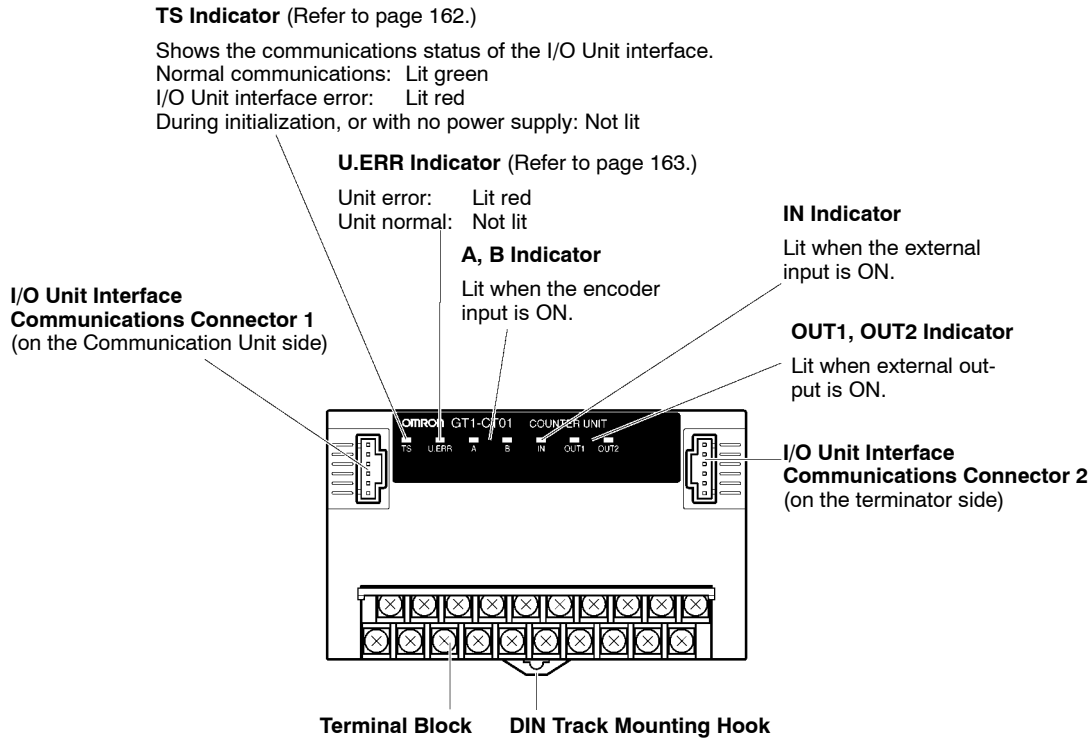 TS Indicator (Refer to page 162.)
Shows the communications status of the I/O Unit interface.
Normal communications: Lit green
I/O Unit interface error: Lit red
During initialization, or with no power supply: Not lit
U.ERR Indicator (Refer to page 163.)
Unit error: Lit red
Unit normal: Not lit
A, B Indicator
Lit when the encoder
input is ON.
IN Indicator
Lit when the external
input is ON.
I/O Unit Interface
Communications Connector 1
(on the Communication Unit side)
OUT1, OUT2 Indicator
Lit when external out-
put is ON.
OMRON GT1-CT01 COUNTER UNIT
TS U.ERR A B IN OUT1 OUT2
I/O Unit Interface
Communications Connector 2
(on the terminator side)
Terminal Block DIN Track Mounting Hook